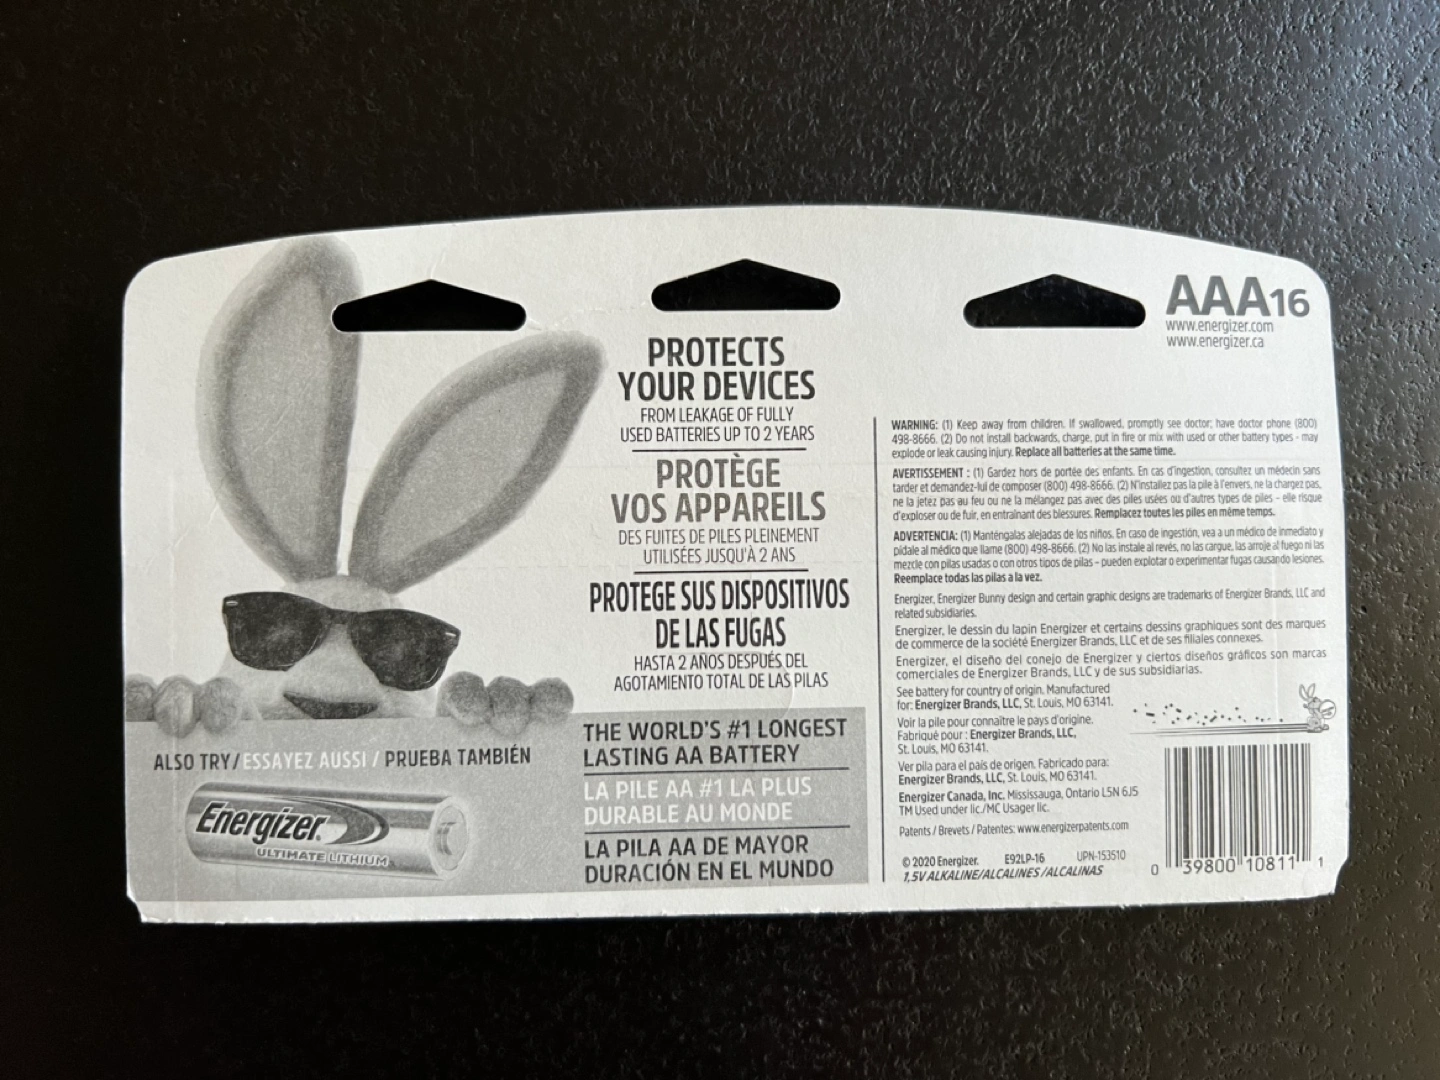 AAA16
www.energizer.com
www.energizer.ca
PROTECTS
YOUR DEVICES
FROM LEAKAGE OF FULLY
USED BATTERIES UP TO 2 YEARS
PROTÈGE
VOS APPAREILS
DES FUITES DE PILES PLEINEMENT
UTILISÉES JUSQU'À 2 ANS
PROTEGE SUS DISPOSITIVOS
DE LAS FUGAS
HASTA 2 AÑOS DESPUÉS DEL
AGOTAMIENTO TOTAL DE LAS PILAS
THE WORLD'S #1 LONGEST
LASTING AA BATTERY
LA PILE AA #1 LA PLUS
DURABLE AU MONDE
LA PILA AA DE MAYOR
DURACIÓN EN EL MUNDO
ALSO TRY / ESSAYEZ AUSSI / PRUEBA TAMBIÉN
Energizer.
ULTIMATE LITHIUM
WARNING: (1) Keep away from children. If swallowed, promptly see doctor; have doctor phone (800)
498-8666. (2) Do not install backwards, charge, put in fire or mix with used or other battery types - may
explode or leak causing injury. Replace all batteries at the same time.
AVERTISSEMENT : (1) Gardez hors de portée des enfants. En cas d'ingestion, consultez un médecin sans
tarder et demandez-lui de composer (800) 498-8666. (2) N'installez pas la pile à l'envers, ne la chargez pas,
ne la jetez pas au feu ou ne la mélangez pas avec des piles usées ou d'autres types de piles – elle risque
d'exploser ou de fuir, en entraînant des blessures. Remplacez toutes les piles en même temps.
ADVERTENCIA: (1) Manténgalas alejadas de los niños. En caso de ingestión, vea a un médico de inmediato y
pídale al médico que llame (800) 498-8666. (2) No las instale al revés, no las cargue, las arroje al fuego ni las
mezcle con pilas usadas o con otros tipos de pilas – pueden explotar o experimentar fugas causando lesiones.
Reemplace todas las pilas a la vez.
Energizer, Energizer Bunny design and certain graphic designs are trademarks of Energizer Brands, LLC and
related subsidiaries.
Energizer, le dessin du lapin Energizer et certains dessins graphiques sont des marques
de commerce de la société Energizer Brands, LLC et de ses filiales connexes.
Energizer, el diseño del conejo de Energizer y ciertos diseños gráficos son marcas
comerciales de Energizer Brands, LLC y de sus subsidiarias.
See battery for country of origin. Manufactured
for: Energizer Brands, LLC, St. Louis, MO 63141.
Voir la pile pour connaître le pays d'origine.
Fabriqué pour : Energizer Brands, LLC,
St. Louis, MO 63141.
Ver pila para el país de origen. Fabricado para:
Energizer Brands, LLC, St. Louis, MO 63141.
Energizer Canada, Inc. Mississauga, Ontario L5N 6J5
TM Used under lic./MC Usager lic.
Patents / Brevets / Patentes: www.energizerpatents.com
© 2020 Energizer. E92LP-16 UPN-153510
1,5V ALKALINE/ALCALINES/ALCALINAS
0 39800 10811 1